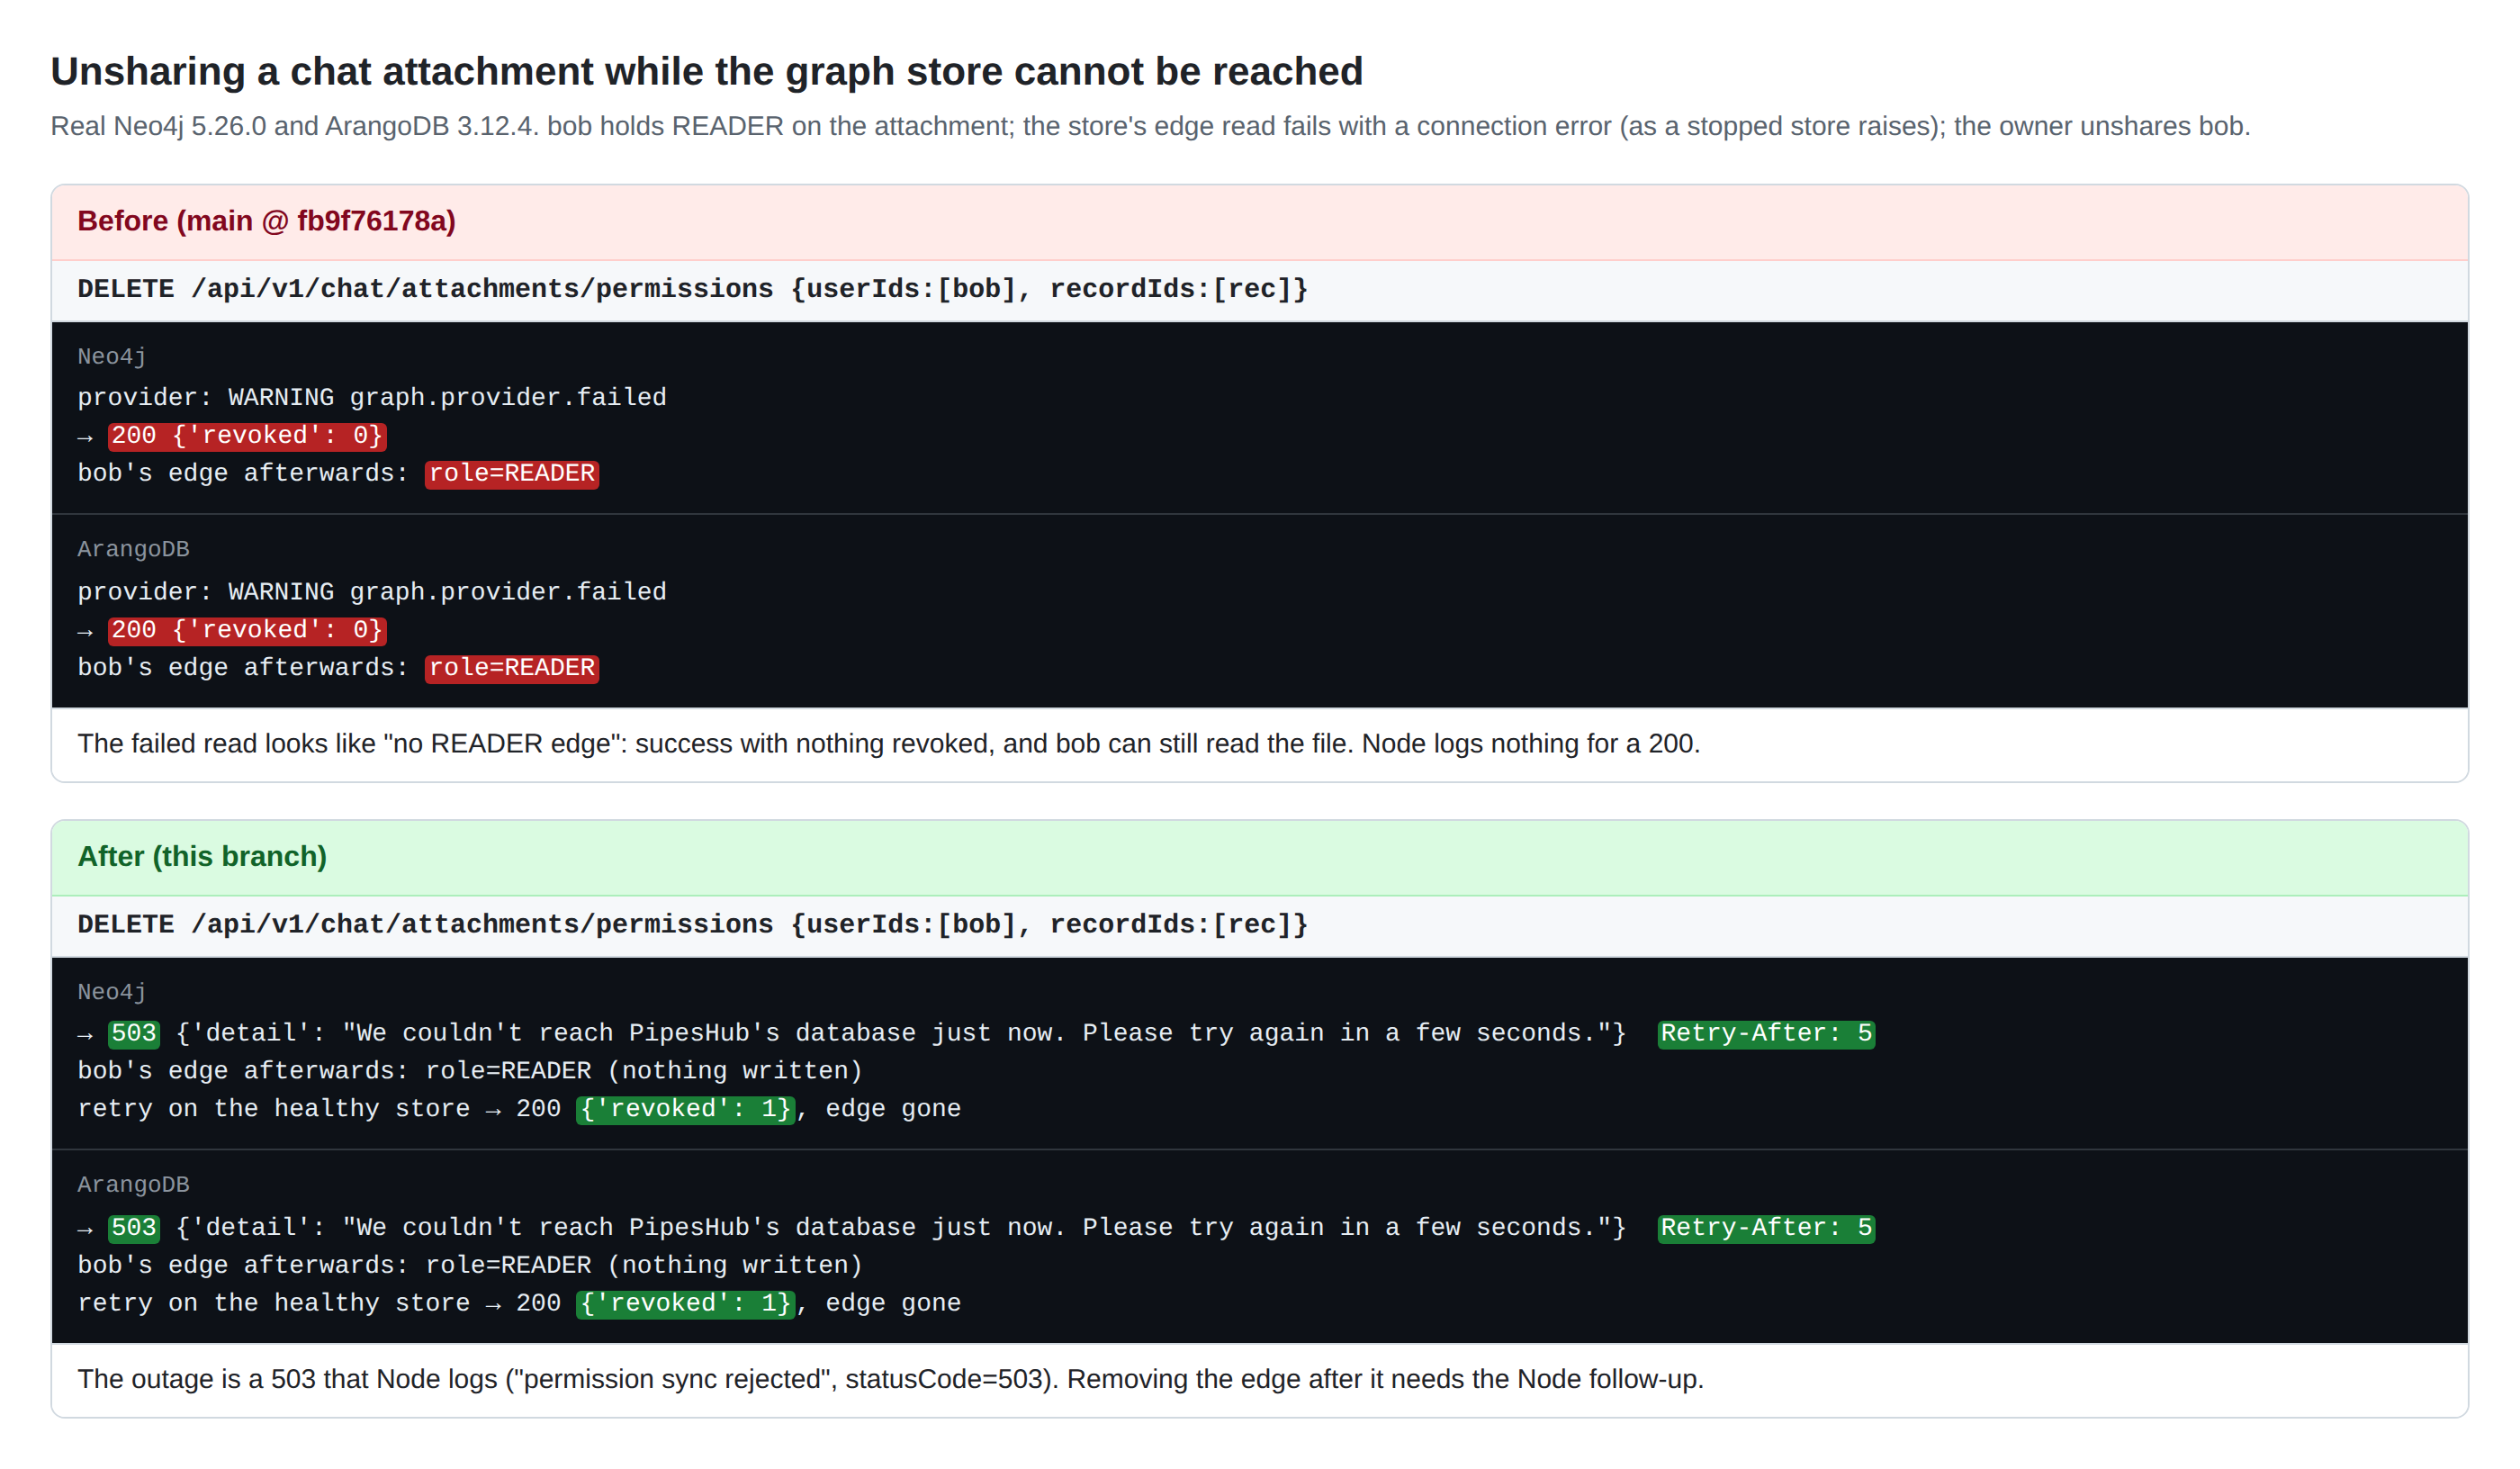 Unsharing a chat attachment while the graph store cannot be reached
Real Neo4j 5.26.0 and ArangoDB 3.12.4. bob holds READER on the attachment; the store's edge read fails with a connection error (as a stopped store raises); the owner unshares bob.
Before (main @ fb9f76178a)
DELETE /api/v1/chat/attachments/permissions {userIds:[bob], recordIds:[rec]}
Neo4j
provider: WARNING graph.provider.failed
→ 200 {'revoked': 0}
bob's edge afterwards: role=READER
ArangoDB
provider: WARNING graph.provider.failed
→ 200 {'revoked': 0}
bob's edge afterwards: role=READER
The failed read looks like "no READER edge": success with nothing revoked, and bob can still read the file. Node logs nothing for a 200.
After (this branch)
DELETE /api/v1/chat/attachments/permissions {userIds:[bob], recordIds:[rec]}
Neo4j
→ 503 {'detail': "We couldn't reach PipesHub's database just now. Please try again in a few seconds."} Retry-After: 5
bob's edge afterwards: role=READER (nothing written)
retry on the healthy store → 200 {'revoked': 1}, edge gone
ArangoDB
→ 503 {'detail': "We couldn't reach PipesHub's database just now. Please try again in a few seconds."} Retry-After: 5
bob's edge afterwards: role=READER (nothing written)
retry on the healthy store → 200 {'revoked': 1}, edge gone
The outage is a 503 that Node logs ("permission sync rejected", statusCode=503). Removing the edge after it needs the Node follow-up.